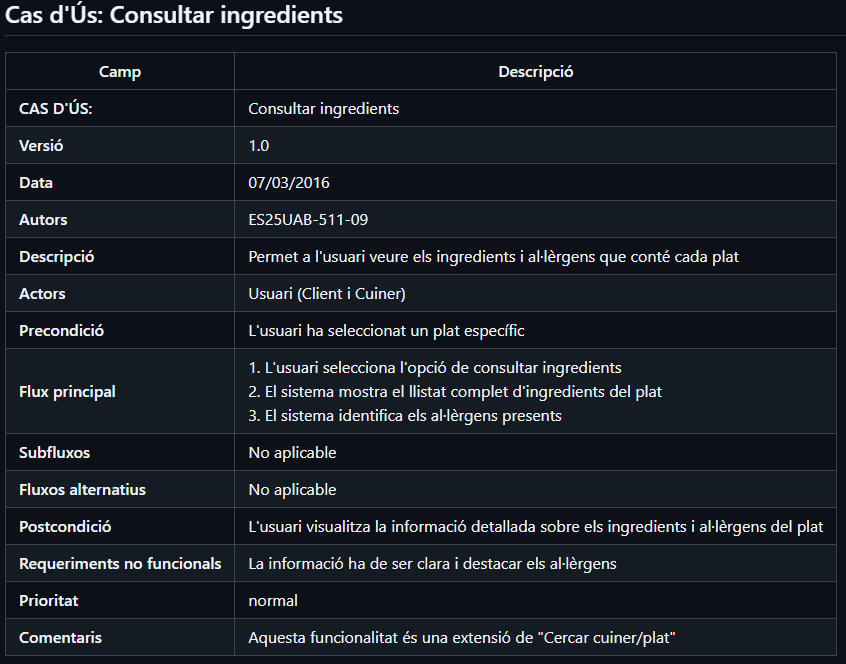 Cas d'Ús: Consultar ingredients
Camp Descripció
CAS D'ÚS: Consultar ingredients
Versió 1.0
Data 07/03/2016
Autors ES25UAB-511-09
Descripció Permet a l'usuari veure els ingredients i al·lèrgens que conté cada plat
Actors Usuari (Client i Cuiner)
Precondició L'usuari ha seleccionat un plat específic
Flux principal
1. L'usuari selecciona l'opció de consultar ingredients
2. El sistema mostra el llistat complet d'ingredients del plat
3. El sistema identifica els al·lèrgens presents
Subfluxos No aplicable
Fluxos alternatius No aplicable
Postcondició L'usuari visualitza la informació detallada sobre els ingredients i al·lèrgens del plat
Requeriments no funcionals La informació ha de ser clara i destacar els al·lèrgens
Prioritat normal
Comentaris Aquesta funcionalitat és una extensió de "Cercar cuiner/plat"